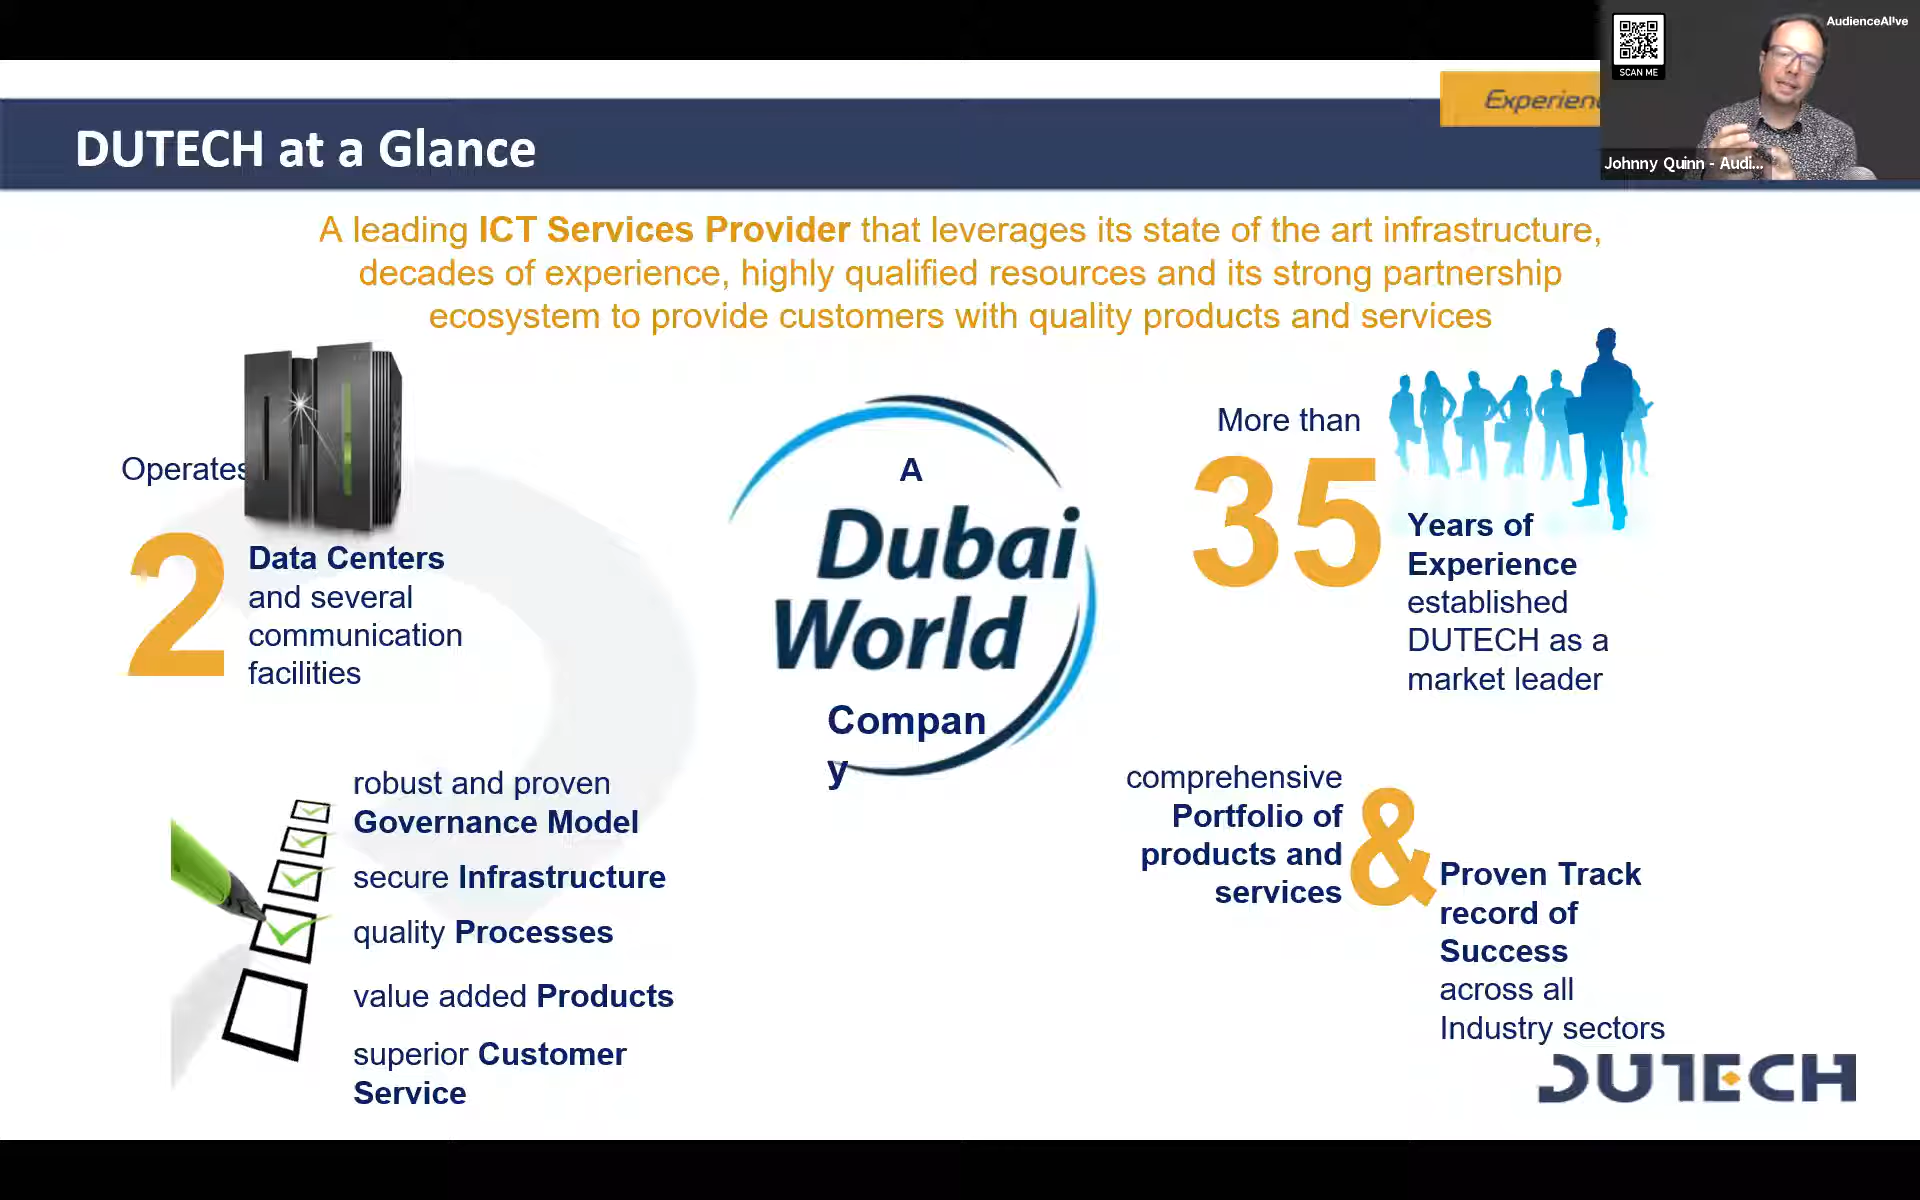 AudienceAlive
SCAN ME
Johnny Quinn - Audi...
Experien
DUTECH at a Glance
A leading ICT Services Provider that leverages its state of the art infrastructure,
decades of experience, highly qualified resources and its strong partnership
ecosystem to provide customers with quality products and services
Operates
2
Data Centers
and several
communication
facilities
A
Dubai
World
Compan
y
More than
35
Years of
Experience
established
DUTECH as a
market leader
robust and proven
Governance Model
secure Infrastructure
quality Processes
value added Products
superior Customer
Service
comprehensive
Portfolio of
products and
services
&
Proven Track
record of
Success
across all
Industry sectors
DUTECH